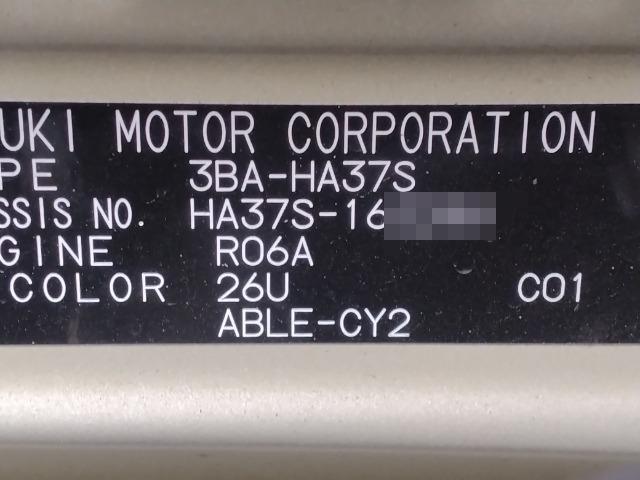 UKI MOTOR CORPORATION
PE 3BA-HA37S
SSIS NO. HA37S-16
GINE R06A
COLOR 26U C01
ABLE-CY2